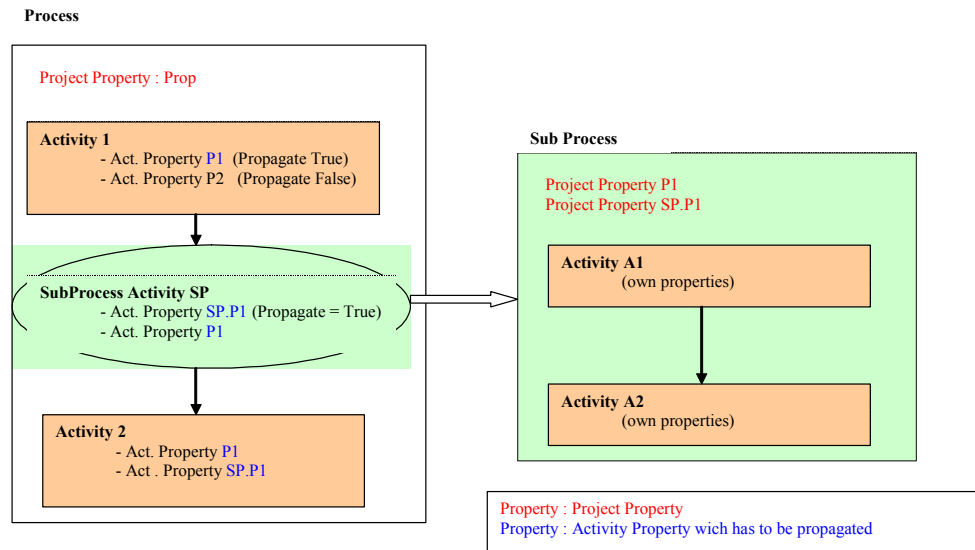 Process
Project Property : Prop
Activity 1
- Act. Property P1 (Propagate True)
- Act. Property P2 (Propagate False)
SubProcess Activity SP
- Act. Property SP.P1 (Propagate = True)
- Act. Property P1
Activity 2
- Act. Property P1
- Act . Property SP.P1
Sub Process
Project Property P1
Project Property SP.P1
Activity A1
(own properties)
Activity A2
(own properties)
Property : Project Property
Property : Activity Property wich has to be propagated